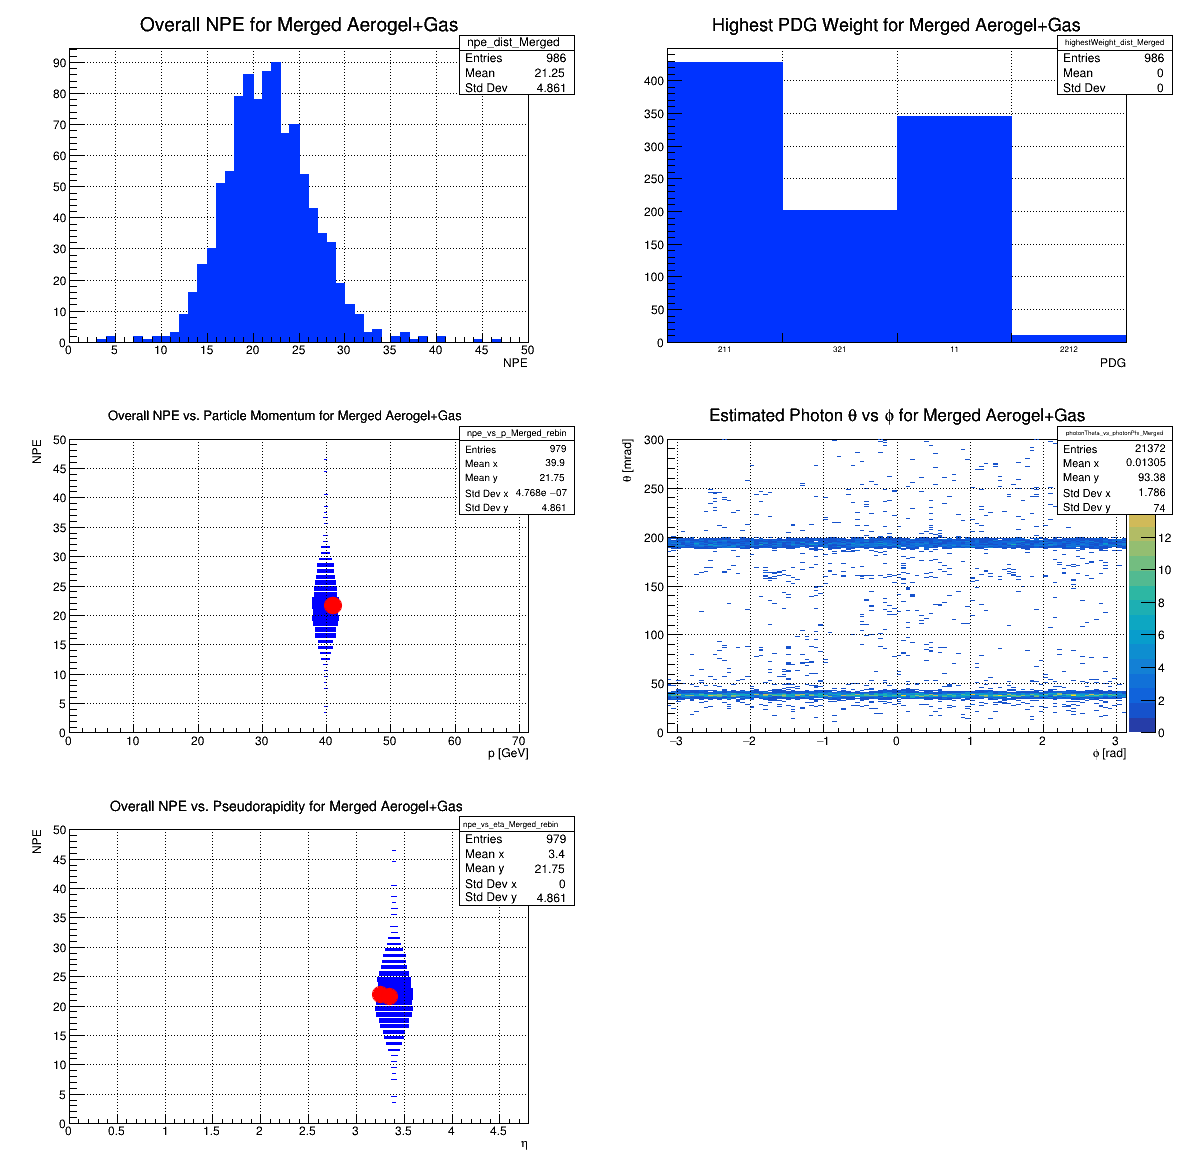 Overall NPE for Merged Aerogel+Gas
npe_dist_Merged
Entries 986
Mean 21.25
Std Dev 4.861
90
80
70
60
50
40
30
20
10
0
0 5 10 15 20 25 30 35 40 45 50
NPE
Highest PDG Weight for Merged Aerogel+Gas
highestWeight_dist_Merged
Entries 986
Mean 0
Std Dev 0
400
350
300
250
200
150
100
50
0
211 321 11 2212
PDG
Overall NPE vs. Particle Momentum for Merged Aerogel+Gas
npe_vs_p_Merged_rebin
Entries 979
Mean x 39.9
Mean y 21.75
Std Dev x 4.768e −07
Std Dev y 4.861
NPE
50
45
40
35
30
25
20
15
10
5
0
0 10 20 30 40 50 60 70
p [GeV]
Estimated Photon θ vs ϕ for Merged Aerogel+Gas
photonTheta_vs_photonPhi_Merged
Entries 21372
Mean x 0.01305
Mean y 93.38
Std Dev x 1.786
Std Dev y 74
θ [mrad]
300
250
200
150
100
50
0
−3 −2 −1 0 1 2 3
ϕ [rad]
12
10
8
6
4
2
0
Overall NPE vs. Pseudorapidity for Merged Aerogel+Gas
npe_vs_eta_Merged_rebin
Entries 979
Mean x 3.4
Mean y 21.75
Std Dev x 0
Std Dev y 4.861
NPE
50
45
40
35
30
25
20
15
10
5
0
0 0.5 1 1.5 2 2.5 3 3.5 4 4.5
η